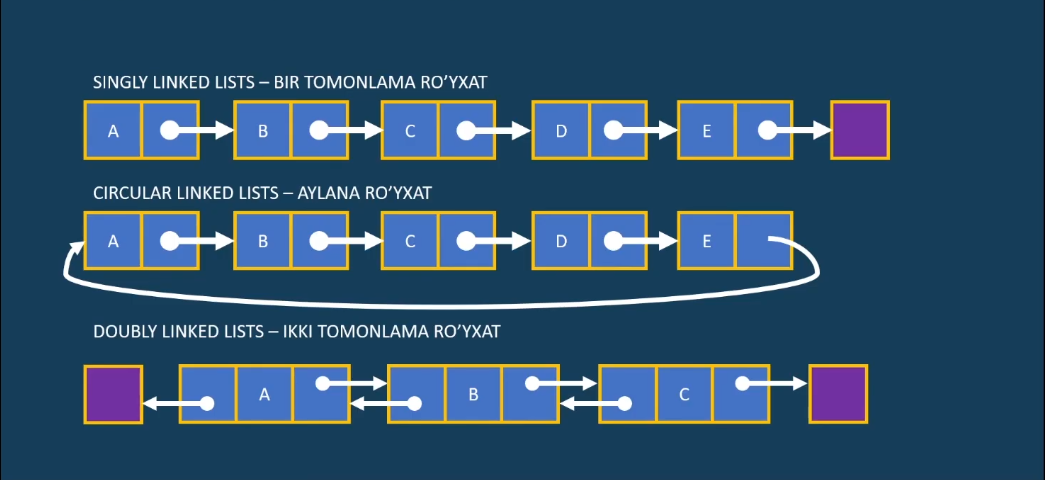 SINGLY LINKED LISTS – BIR TOMONLAMA RO’YXAT
A B C D E
CIRCULAR LINKED LISTS – AYLANA RO’YXAT
A B C D E
DOUBLY LINKED LISTS – IKKI TOMONLAMA RO’YXAT
A B C